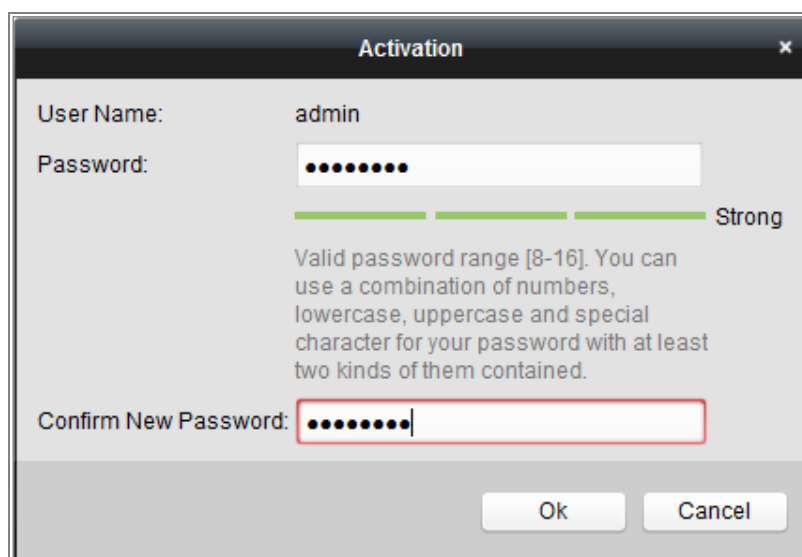 Activation ×
User Name: admin
Password: ••••••••
Strong
Valid password range [8-16]. You can
use a combination of numbers,
lowercase, uppercase and special
character for your password with at least
two kinds of them contained.
Confirm New Password: ••••••••
Ok Cancel